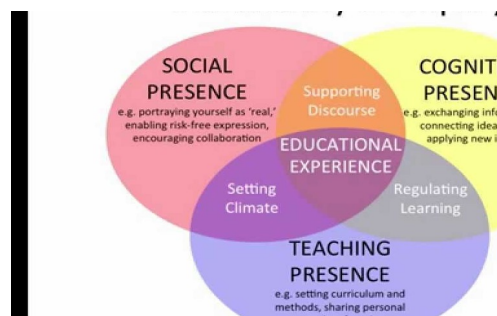 SOCIAL
PRESENCE
e.g. portraying yourself as 'real,'
enabling risk-free expression,
encouraging collaboration
Supporting
Discourse
COGNIT
PRESEN
e.g. exchanging info
connecting idea
applying new i
EDUCATIONAL
EXPERIENCE
Setting
Climate
Regulating
Learning
TEACHING
PRESENCE
e.g. setting curriculum and
methods, sharing personal